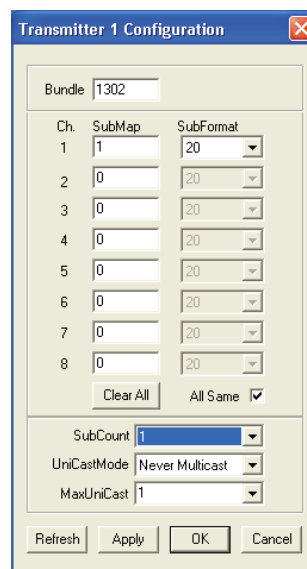 Transmitter 1 Configuration
Bundle 1302
Ch. SubMap SubFormat
1 1 20
2 0 20
3 0 20
4 0 20
5 0 20
6 0 20
7 0 20
8 0 20
Clear All All Same
SubCount 1
UniCastMode Never Multicast
MaxUniCast 1
Refresh Apply OK Cancel